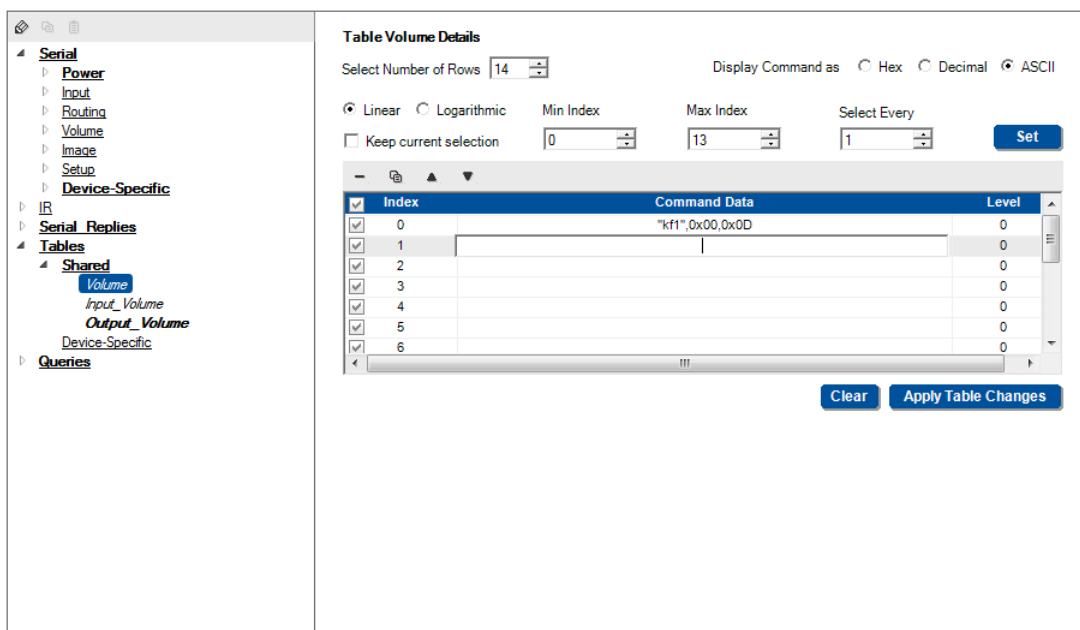 Serial
Power
Input
Routing
Volume
Image
Setup
Device-Specific
IR
Serial_Replies
Tables
Shared
Volume
Input_Volume
Output_Volume
Device-Specific
Queries
Table Volume Details
Select Number of Rows 14
Display Command as Hex Decimal ASCII
Linear Logarithmic Min Index Max Index Select Every
Keep current selection 0 13 1 Set
Index Command Data Level
0 "kf1",0x00,0x0D 0
1 0
2 0
3 0
4 0
5 0
6 0
Clear Apply Table Changes